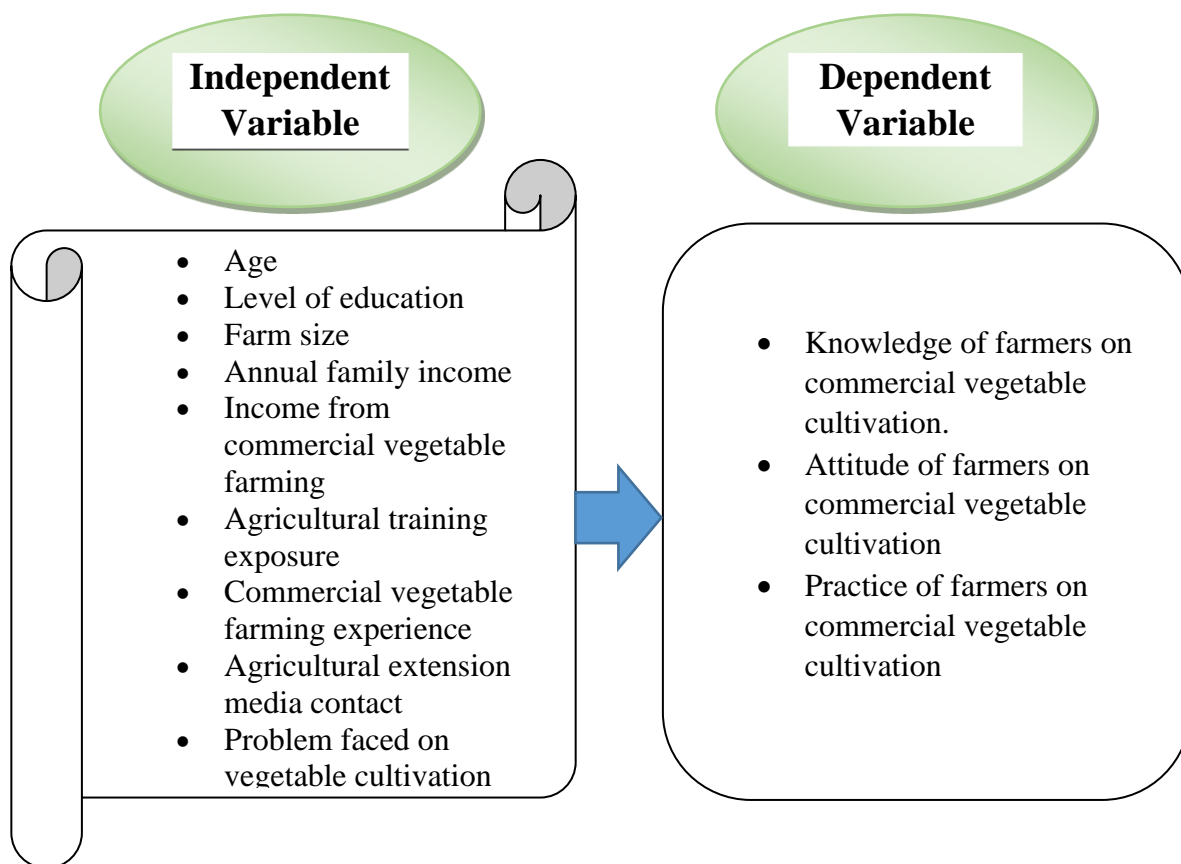 Independent
Variable
• Age
• Level of education
• Farm size
• Annual family income
• Income from
commercial vegetable
farming
• Agricultural training
exposure
• Commercial vegetable
farming experience
• Agricultural extension
media contact
• Problem faced on
vegetable cultivation
Dependent
Variable
• Knowledge of farmers on
commercial vegetable
cultivation.
• Attitude of farmers on
commercial vegetable
cultivation
• Practice of farmers on
commercial vegetable
cultivation